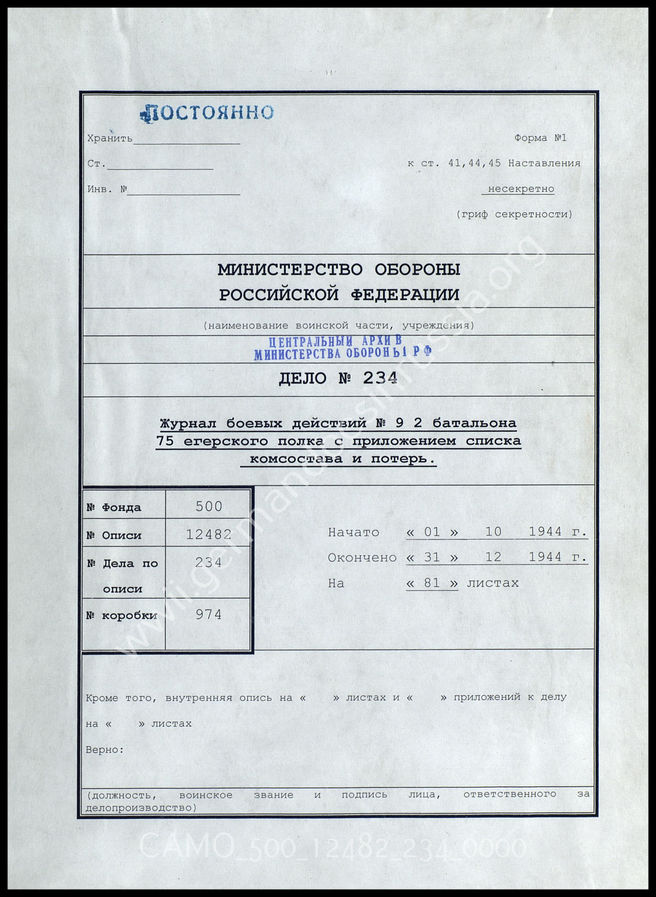 ПОСТОЯННО
Хранить
Форма №1
Ст.
к ст. 41,44,45 Наставления
Инв. №
несекретно
(гриф секретности)
МИНИСТЕРСТВО ОБОРОНЫ
РОССИЙСКОЙ ФЕДЕРАЦИИ
(наименование воинской части, учреждения)
ЦЕНТРАЛЬНЫЙ АРХИВ
МИНИСТЕРСТВА ОБОРОНЫ РФ
ДЕЛО № 234
Журнал боевых действий № 9 2 батальона
75 егерского полка с приложением списка
комсостава и потерь.
№ Фонда 500
№ Описи 12482
№ Дела по описи 234
№ коробки 974
Начато « 01 » 10 1944 г.
Окончено « 31 » 12 1944 г.
На « 81 » листах
Кроме того, внутренняя опись на « » листах и « » приложений к делу
на « » листах
Верно:
(должность, воинское звание и подпись лица, ответственного за
делопроизводство)
www.germandocsinrussia.org
CAMO_500_12482_234_0000